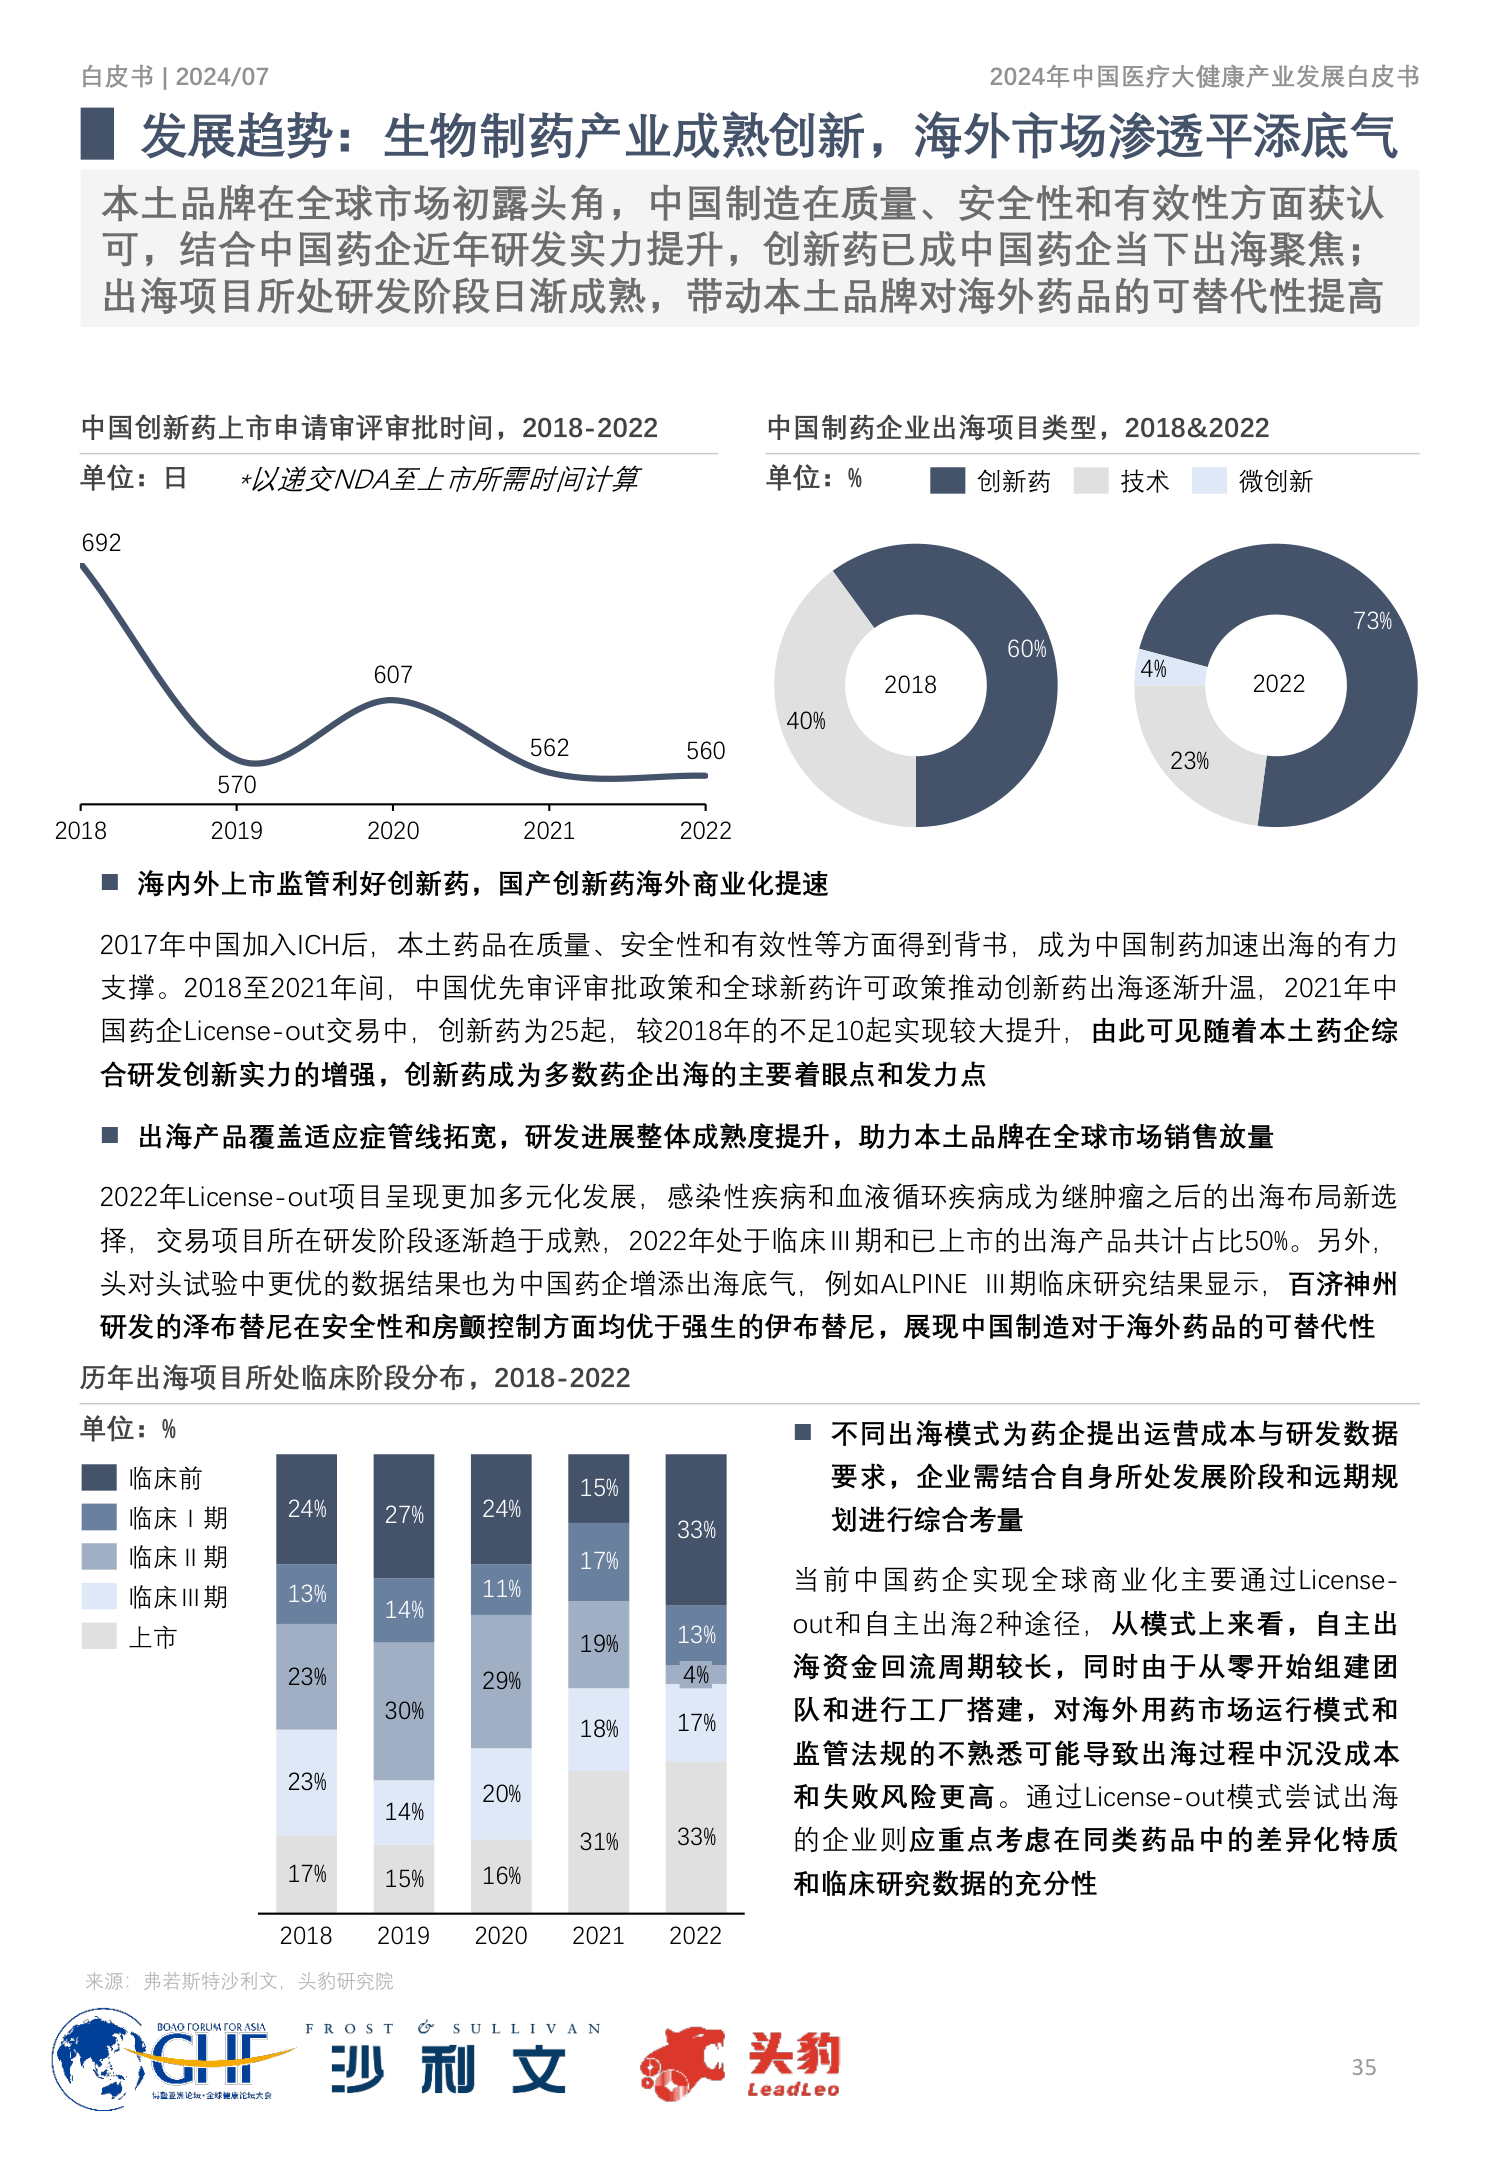 白皮书 | 2024/07
2024年中国医疗大健康产业发展白皮书
发展趋势：生物制药产业成熟创新，海外市场渗透平添底气
本土品牌在全球市场初露头角，中国制造在质量、安全性和有效性方面获认
可，结合中国药企近年研发实力提升，创新药已成中国药企当下出海聚焦；
出海项目所处研发阶段日渐成熟，带动本土品牌对海外药品的可替代性提高
中国创新药上市申请审评审批时间，2018-2022
单位：日 *以递交NDA至上市所需时间计算
692
570
607
562
560
2018 2019 2020 2021 2022
中国制药企业出海项目类型，2018&2022
单位：% 创新药 技术 微创新
60%
40%
2018
73%
4%
23%
2022
■ 海内外上市监管利好创新药，国产创新药海外商业化提速
2017年中国加入ICH后，本土药品在质量、安全性和有效性等方面得到背书，成为中国制药加速出海的有力
支撑。2018至2021年间，中国优先审评审批政策和全球新药许可政策推动创新药出海逐渐升温，2021年中
国药企License-out交易中，创新药为25起，较2018年的不足10起实现较大提升，由此可见随着本土药企综
合研发创新实力的增强，创新药成为多数药企出海的主要着眼点和发力点
■ 出海产品覆盖适应症管线拓宽，研发进展整体成熟度提升，助力本土品牌在全球市场销售放量
2022年License-out项目呈现更加多元化发展，感染性疾病和血液循环疾病成为继肿瘤之后的出海布局新选
择，交易项目所在研发阶段逐渐趋于成熟，2022年处于临床III期和已上市的出海产品共计占比50%。另外，
头对头试验中更优的数据结果也为中国药企增添出海底气，例如ALPINE III期临床研究结果显示，百济神州
研发的泽布替尼在安全性和房颤控制方面均优于强生的伊布替尼，展现中国制造对于海外药品的可替代性
历年出海项目所处临床阶段分布，2018-2022
单位：%
临床前
临床 I 期
临床 II 期
临床III期
上市
24% 27% 24% 15% 33%
13% 14% 11% 17% 13%
23% 30% 29% 19% 4%
23% 14% 20% 18% 17%
17% 15% 16% 31% 33%
2018 2019 2020 2021 2022
■ 不同出海模式为药企提出运营成本与研发数据
要求，企业需结合自身所处发展阶段和远期规
划进行综合考量
当前中国药企实现全球商业化主要通过License-
out和自主出海2种途径，从模式上来看，自主出
海资金回流周期较长，同时由于从零开始组建团
队和进行工厂搭建，对海外用药市场运行模式和
监管法规的不熟悉可能导致出海过程中沉没成本
和失败风险更高。通过License-out模式尝试出海
的企业则应重点考虑在同类药品中的差异化特质
和临床研究数据的充分性
来源：弗若斯特沙利文，头豹研究院
BOAO FORUM FOR ASIA
GHF
博鳌亚洲论坛·全球健康论坛大会
FROST & SULLIVAN
沙利文
头豹
LeadLeo
35